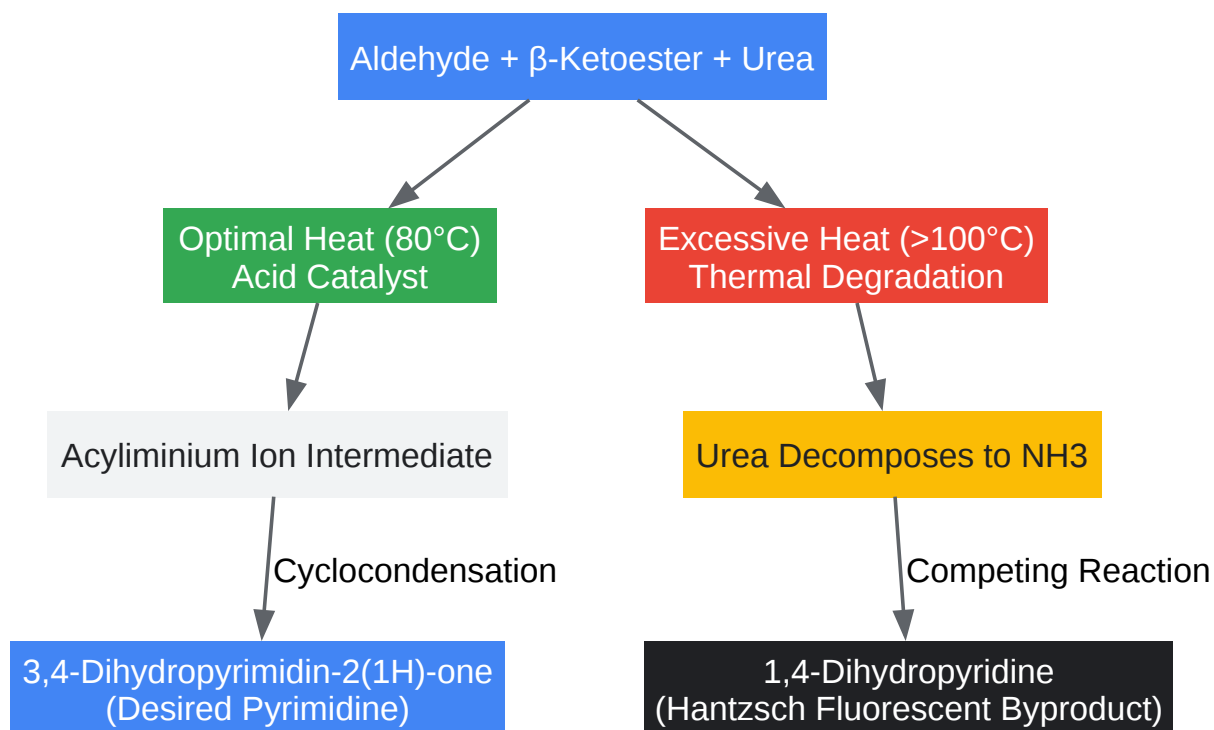 Aldehyde + β-Ketoester + Urea
Optimal Heat (80°C)
Acid Catalyst
Excessive Heat (>100°C)
Thermal Degradation
Acyliminium Ion Intermediate
Urea Decomposes to NH3
Cyclocondensation
Competing Reaction
3,4-Dihydropyrimidin-2(1H)-one
(Desired Pyrimidine)
1,4-Dihydropyridine
(Hantzsch Fluorescent Byproduct)